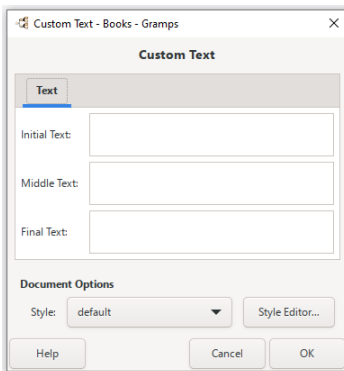 Custom Text - Books - Gramps
Custom Text
Text
Initial Text:
Middle Text:
Final Text:
Document Options
Style: default Style Editor...
Help Cancel OK